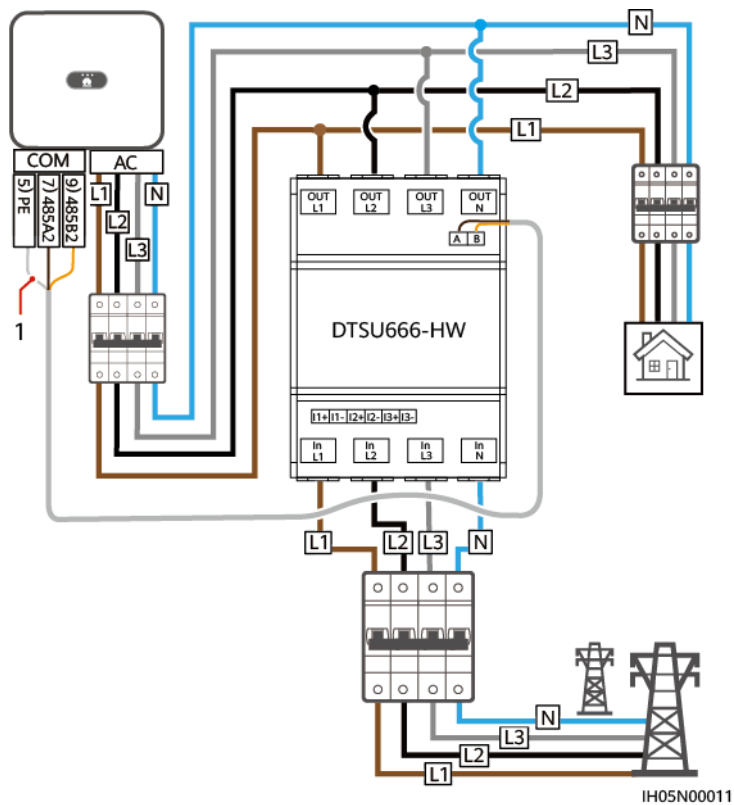 N
L3
L2
L1
COM AC
5) PE
7) 485A2
9) 485B2
L1
L2
L3
N
1
OUT L1
OUT L2
OUT L3
OUT N
A B
DTSU666-HW
I1+ I1- I2+ I2- I3+ I3-
In L1
In L2
In L3
In N
L1 L2 L3 N
N
L3
L2
L1
IH05N00011